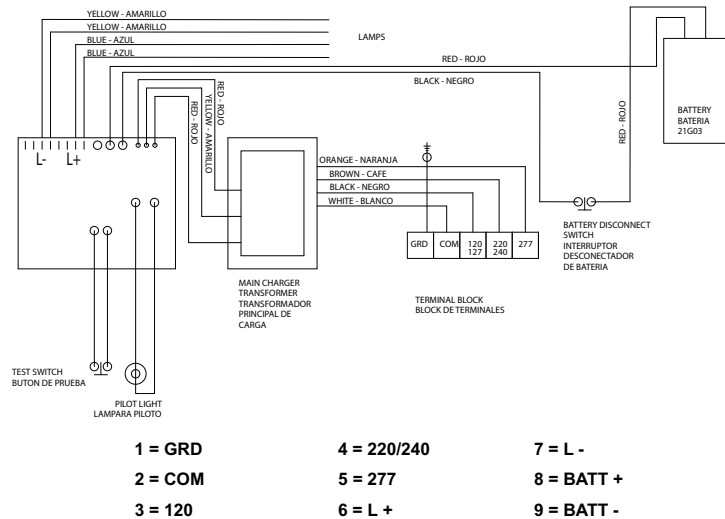 YELLOW - AMARILLO
YELLOW - AMARILLO
BLUE - AZUL
BLUE - AZUL
LAMPS
RED - ROJO
BLACK - NEGRO
RED - ROJO
YELLOW - AMARILLO
RED - ROJO
RED - ROJO
BATTERY
BATERIA
21G03
L-
L+
ORANGE - NARANJA
BROWN - CAFE
BLACK - NEGRO
WHITE - BLANCO
GRD
COM
120
127
220
240
277
BATTERY DISCONNECT
SWITCH
INTERRUPTOR
DESCONECTADOR
DE BATERIA
MAIN CHARGER
TRANSFORMER
TRANSFORMADOR
PRINCIPAL DE
CARGA
TERMINAL BLOCK
BLOCK DE TERMINALES
TEST SWITCH
BUTON DE PRUEBA
PILOT LIGHT
LAMPARA PILOTO
1 = GRD
4 = 220/240
7 = L -
2 = COM
5 = 277
8 = BATT +
3 = 120
6 = L +
9 = BATT -